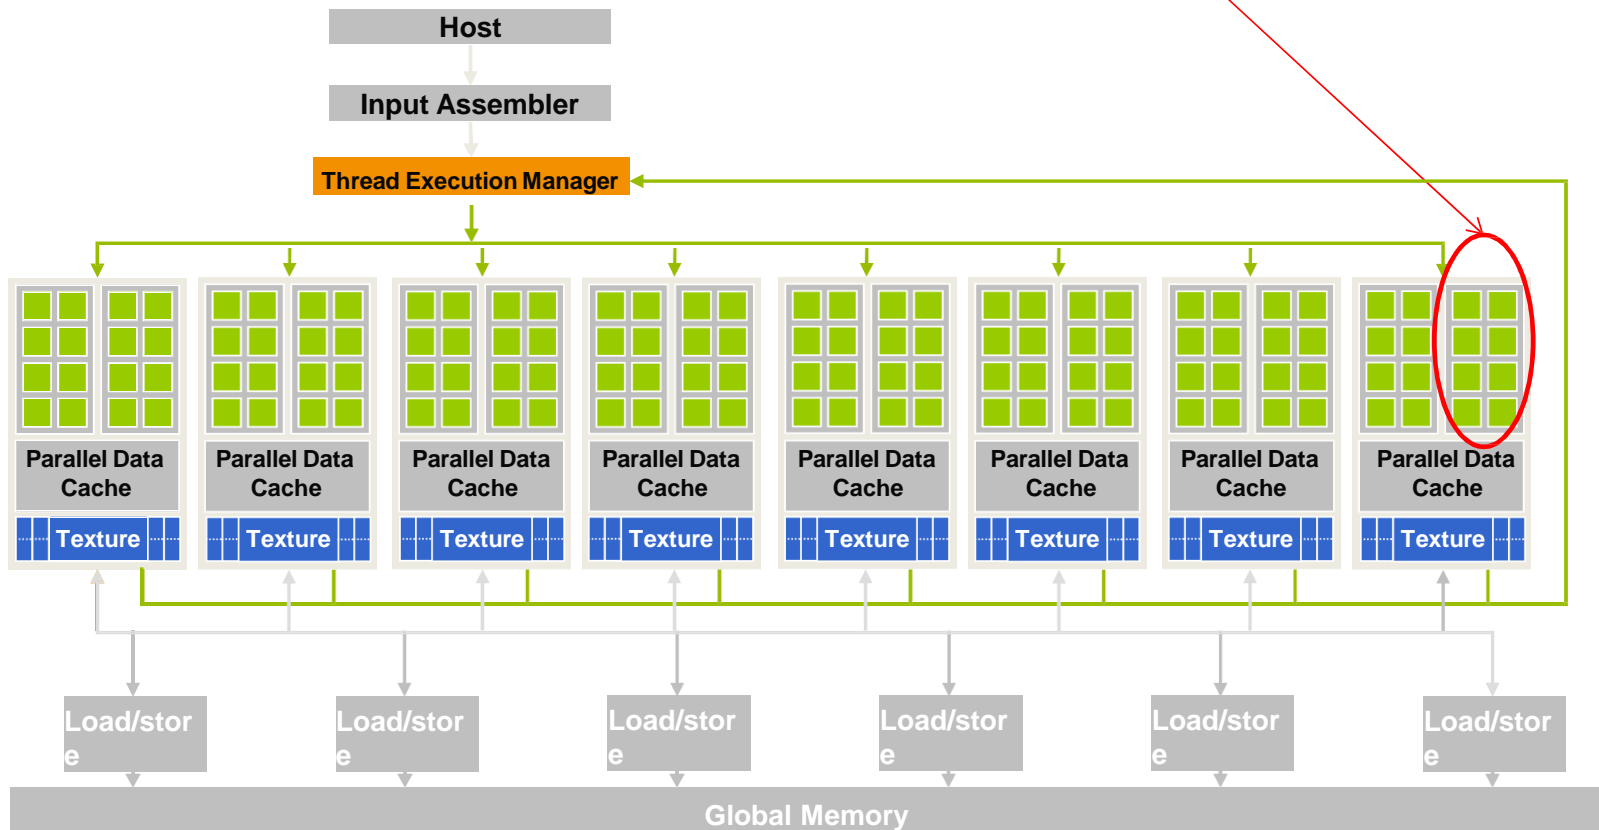 Host
Input Assembler
Thread Execution Manager
Parallel Data
Cache
Parallel Data
Cache
Parallel Data
Cache
Parallel Data
Cache
Parallel Data
Cache
Parallel Data
Cache
Parallel Data
Cache
Parallel Data
Cache
Texture
Texture
Texture
Texture
Texture
Texture
Texture
Texture
Load/stor
e
Load/stor
e
Load/stor
e
Load/stor
e
Load/stor
e
Load/stor
e
Global Memory